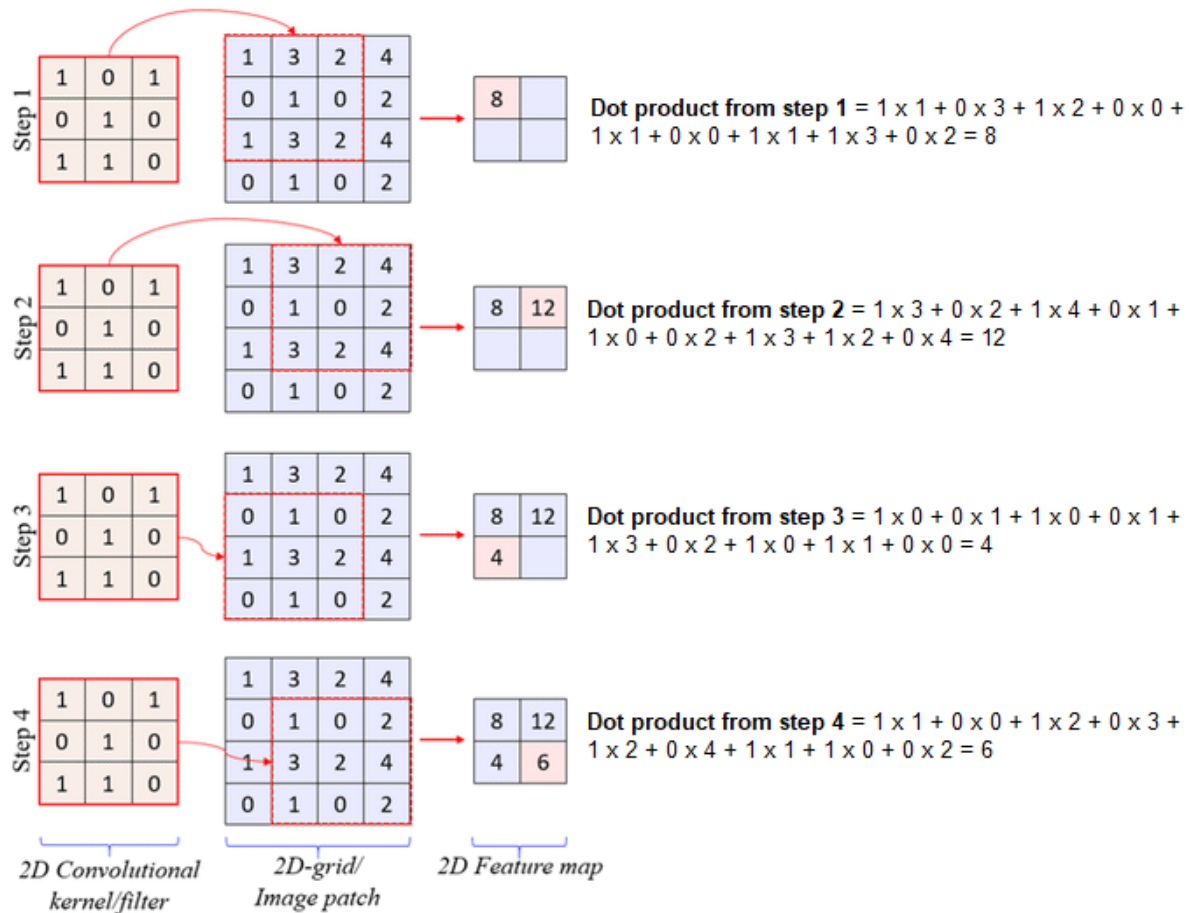 Step 1
1 0 1
0 1 0
1 1 0
1 3 2 4
0 1 0 2
1 3 2 4
0 1 0 2
8
Dot product from step 1 = 1 x 1 + 0 x 3 + 1 x 2 + 0 x 0 +
1 x 1 + 0 x 0 + 1 x 1 + 1 x 3 + 0 x 2 = 8
Step 2
1 0 1
0 1 0
1 1 0
1 3 2 4
0 1 0 2
1 3 2 4
0 1 0 2
8 12
Dot product from step 2 = 1 x 3 + 0 x 2 + 1 x 4 + 0 x 1 +
1 x 0 + 0 x 2 + 1 x 3 + 1 x 2 + 0 x 4 = 12
Step 3
1 0 1
0 1 0
1 1 0
1 3 2 4
0 1 0 2
1 3 2 4
0 1 0 2
8 12
4
Dot product from step 3 = 1 x 0 + 0 x 1 + 1 x 0 + 0 x 1 +
1 x 3 + 0 x 2 + 1 x 0 + 1 x 1 + 0 x 0 = 4
Step 4
1 0 1
0 1 0
1 1 0
1 3 2 4
0 1 0 2
1 3 2 4
0 1 0 2
8 12
4 6
Dot product from step 4 = 1 x 1 + 0 x 0 + 1 x 2 + 0 x 3 +
1 x 2 + 0 x 4 + 1 x 1 + 1 x 0 + 0 x 2 = 6
2D Convolutional
kernel/filter
2D-grid/
Image patch
2D Feature map